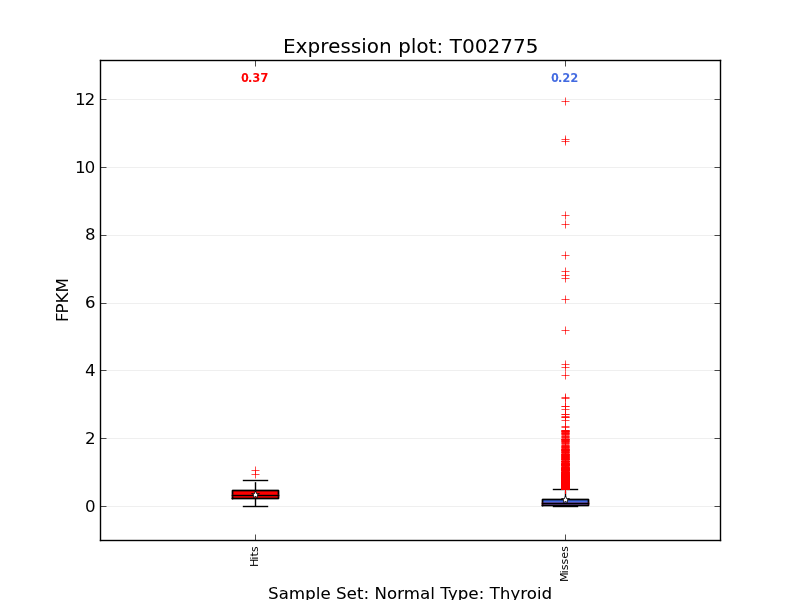 Expression plot: T002775
0.37
0.22
12
10
8
6
4
2
0
FPKM
Hits
Misses
Sample Set: Normal Type: Thyroid